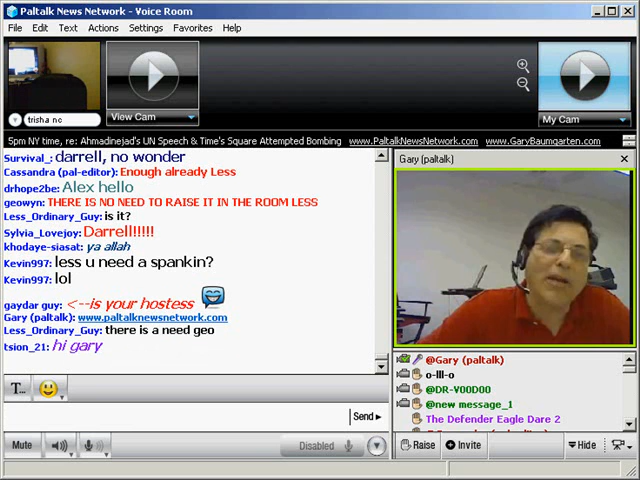 Paltalk News Network - Voice Room
File Edit Text Actions Settings Favorites Help
trisha nc
View Cam
My Cam
5pm NY time, re: Ahmadinejad's UN Speech & Time's Square Attempted Bombing www.PaltalkNewsNetwork.com www.GaryBaumgarten.com
Survival_: darrell, no wonder
Cassandra (pal-editor): Enough already Less
drhope2be: Alex hello
geowyn: THERE IS NO NEED TO RAISE IT IN THE ROOM LESS
Less_Ordinary_Guy: is it?
Sylvia_Lovejoy: Darrell!!!!!
khodaye-siasat: ya allah
Kevin997: less u need a spankin?
Kevin997: lol
gaydar guy: <--is your hostess
Gary (paltalk): www.paltalknewsnetwork.com
Less_Ordinary_Guy: there is a need geo
tsion_21: hi gary
T...
Send
Mute
Disabled
Gary (paltalk)
@Gary (paltalk)
o-III-o
@DR-V00D00
@new message_1
The Defender Eagle Dare 2
Raise Invite Hide